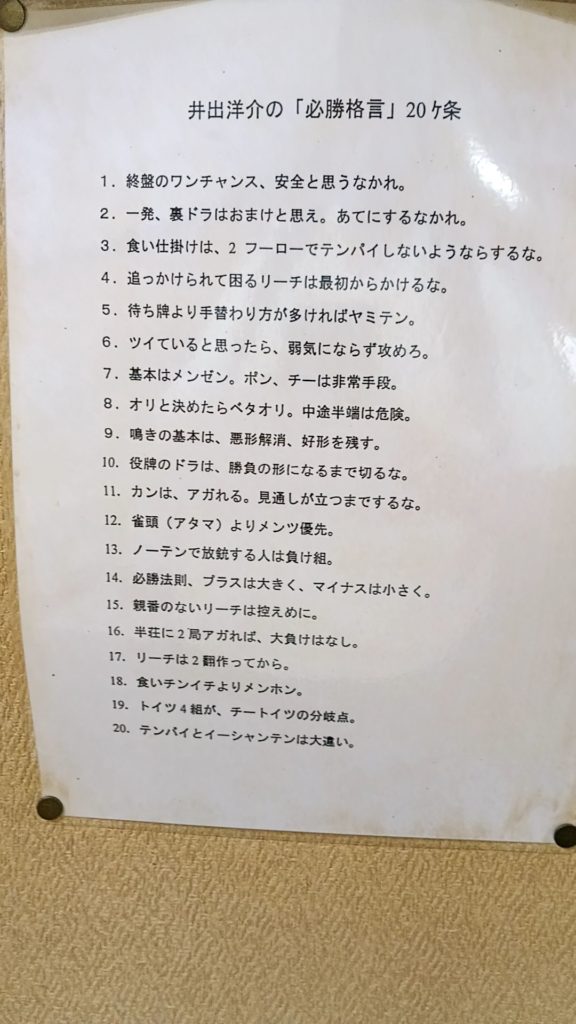 井出洋介の「必勝格言」20ヶ条
1．終盤のワンチャンス、安全と思うなかれ。
2．一発、裏ドラはおまけと思え。あてにするなかれ。
3．食い仕掛けは、2 フーローでテンパイしないようならするな。
4．追っかけられて困るリーチは最初からかけるな。
5．待ち牌より手替わり方が多ければヤミテン。
6．ツイていると思ったら、弱気にならず攻めろ。
7．基本はメンゼン。ポン、チーは非常手段。
8．オリと決めたらベタオリ。中途半端は危険。
9．鳴きの基本は、悪形解消、好形を残す。
10．役牌のドラは、勝負の形になるまで切るな。
11．カンは、アガれる。見通しが立つまでするな。
12．雀頭（アタマ）よりメンツ優先。
13．ノーテンで放銃する人は負け組。
14．必勝法則、プラスは大きく、マイナスは小さく。
15．親番のないリーチは控えめに。
16．半荘に2局アガれば、大負けはなし。
17．リーチは2翻作ってから。
18．食いチンイチよりメンホン。
19．トイツ4組が、チートイツの分岐点。
20．テンパイとイーシャンテンは大違い。